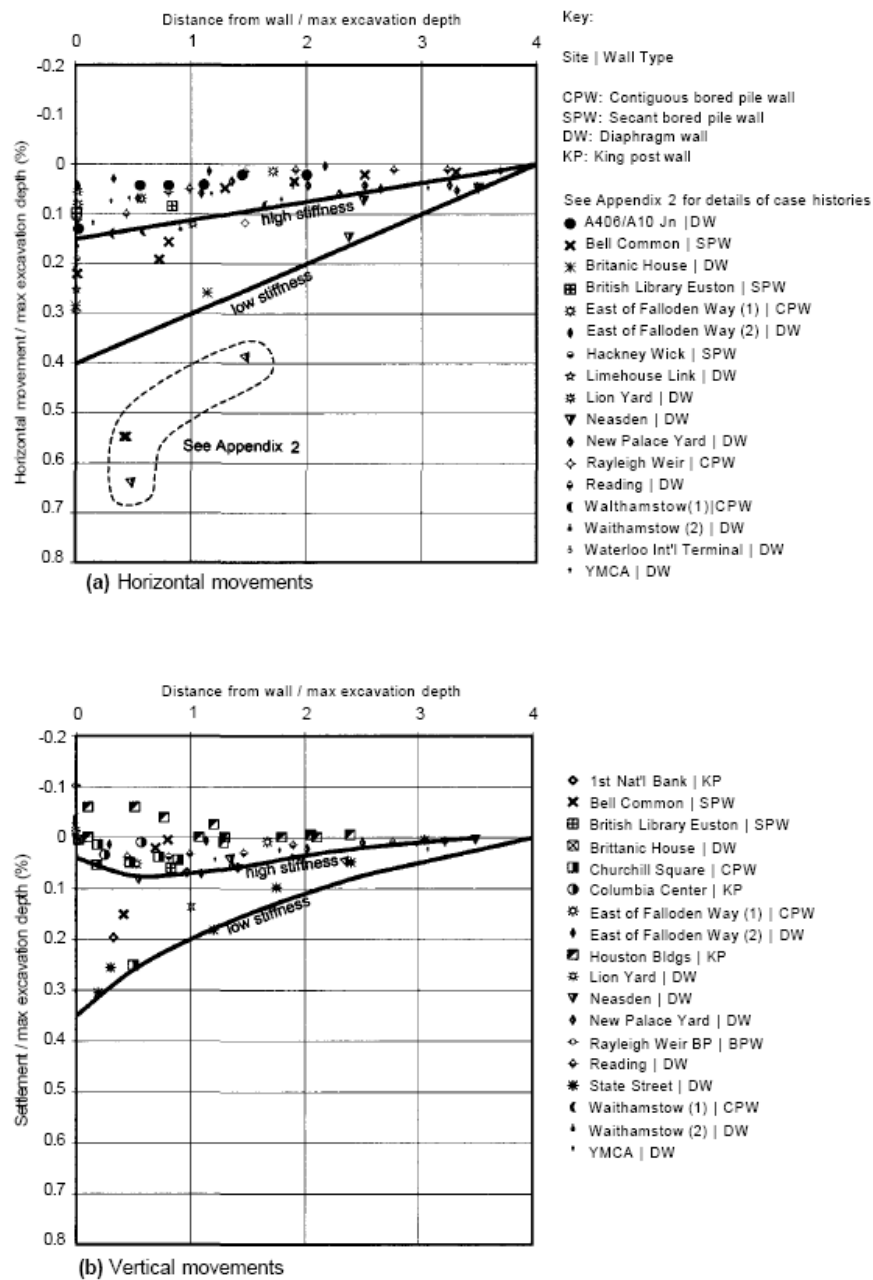 Distance from wall / max excavation depth
0 1 2 3 4
-0.2
-0.1
0
0.1
0.2
0.3
0.4
0.5
0.6
0.7
0.8
Horizontal movement / max excavation depth (%)
high stiffness
low stiffness
See Appendix 2
(a) Horizontal movements
Key:
Site | Wall Type
CPW: Contiguous bored pile wall
SPW: Secant bored pile wall
DW: Diaphragm wall
KP: King post wall
See Appendix 2 for details of case histories
A406/A10 Jn |DW
Bell Common | SPW
Britanic House | DW
British Library Euston | SPW
East of Falloden Way (1) | CPW
East of Falloden Way (2) | DW
Hackney Wick | SPW
Limehouse Link | DW
Lion Yard | DW
Neasden | DW
New Palace Yard | DW
Rayleigh Weir | CPW
Reading | DW
Walthamstow(1)|CPW
Waithamstow (2) | DW
Waterloo Int'l Terminal | DW
YMCA | DW
Distance from wall / max excavation depth
0 1 2 3 4
-0.2
-0.1
0
0.1
0.2
0.3
0.4
0.5
0.6
0.7
0.8
Settlement / max excavation depth (%)
high stiffness
low stiffness
(b) Vertical movements
1st Nat'l Bank | KP
Bell Common | SPW
British Library Euston | SPW
Brittanic House | DW
Churchill Square | CPW
Columbia Center | KP
East of Falloden Way (1) | CPW
East of Falloden Way (2) | DW
Houston Bldgs | KP
Lion Yard | DW
Neasden | DW
New Palace Yard | DW
Rayleigh Weir BP | BPW
Reading | DW
State Street | DW
Waithamstow (1) | CPW
Waithamstow (2) | DW
YMCA | DW